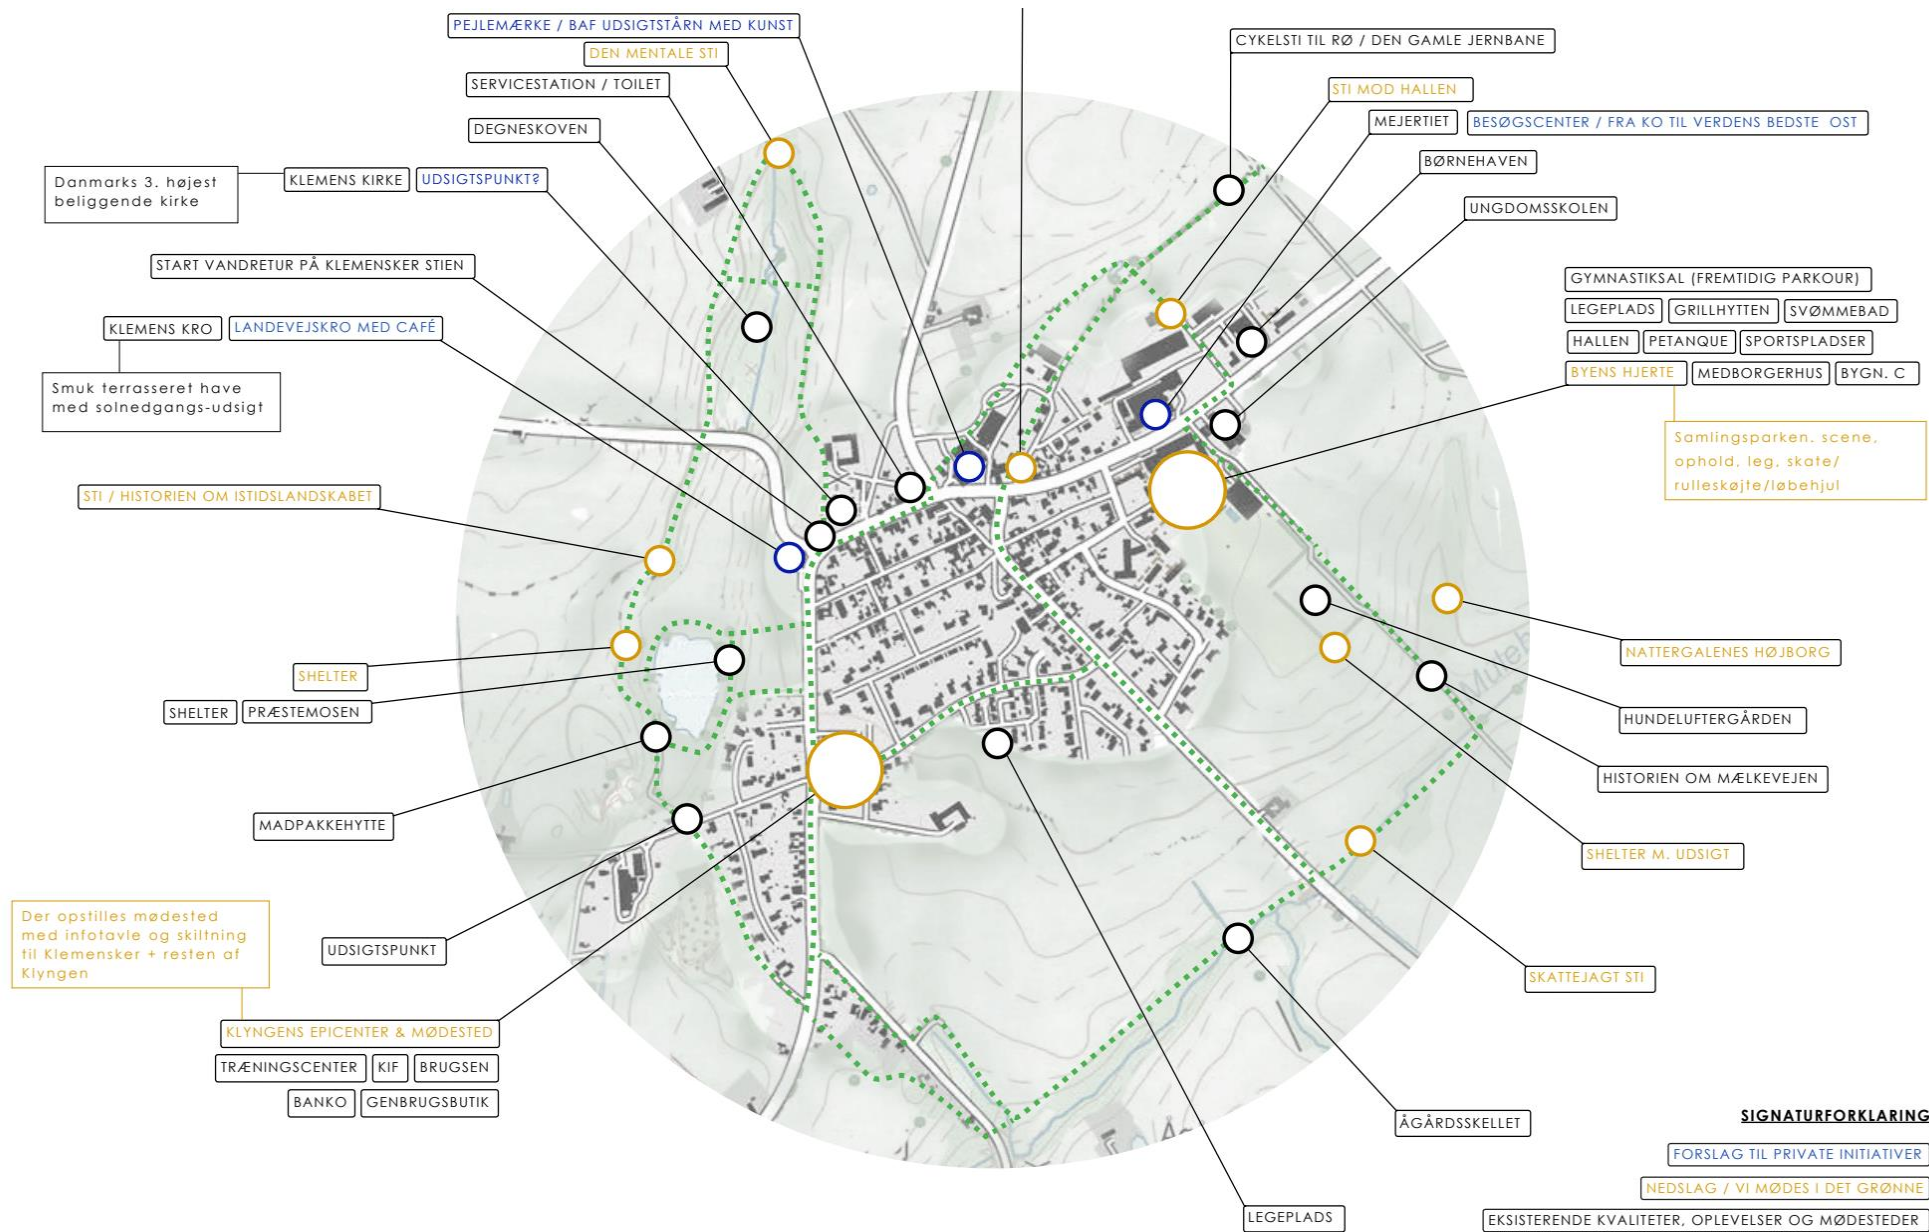 PEJLEMÆRKE / BAF UDSIGTSTÅRN MED KUNST
DEN MENTALE STI
SERVICESTATION / TOILET
DEGNESKOVEN
Danmarks 3. højest
beliggende kirke
KLEMENS KIRKE UDSIGTSPUNKT?
START VANDRETUR PÅ KLEMENSKER STIEN
KLEMENS KRO LANDEVEJSKRO MED CAFÉ
Smuk terrasseret have
med solnedgangs-udsigt
STI / HISTORIEN OM ISTIDSLANDSKABET
SHELTER
SHELTER PRÆSTEMOSEN
MADPAKKEHYTTE
UDSIGTSPUNKT
Der opstilles mødested
med infotavle og skiltning
til Klemensker + resten af
Klyngen
KLYNGENS EPICENTER & MØDESTED
TRÆNINGSCENTER KIF BRUGSEN
BANKO GENBRUGSBUTIK
CYKELSTI TIL RØ / DEN GAMLE JERNBANE
STI MOD HALLEN
MEJERTIET BESØGSCENTER / FRA KO TIL VERDENS BEDSTE OST
BØRNEHAVEN
UNGDOMSSKOLEN
GYMNASTIKSAL (FREMTIDIG PARKOUR)
LEGEPLADS GRILLHYTTEN SVØMMEBAD
HALLEN PETANQUE SPORTSPLADSER
BYENS HJERTE MEDBORGERHUS BYGN. C
Samlingsparken. scene,
ophold, leg, skate/
rulleskøjte/løbehjul
NATTERGALENES HØJBORG
HUNDELUFTERGÅRDEN
HISTORIEN OM MÆLKEVEJEN
SHELTER M. UDSIGT
SKATTEJAGT STI
ÅGÅRDSSKELLET
LEGEPLADS
SIGNATURFORKLARING
FORSLAG TIL PRIVATE INITIATIVER
NEDSLAG / VI MØDES I DET GRØNNE
EKSISTERENDE KVALITETER, OPLEVELSER OG MØDESTEDER